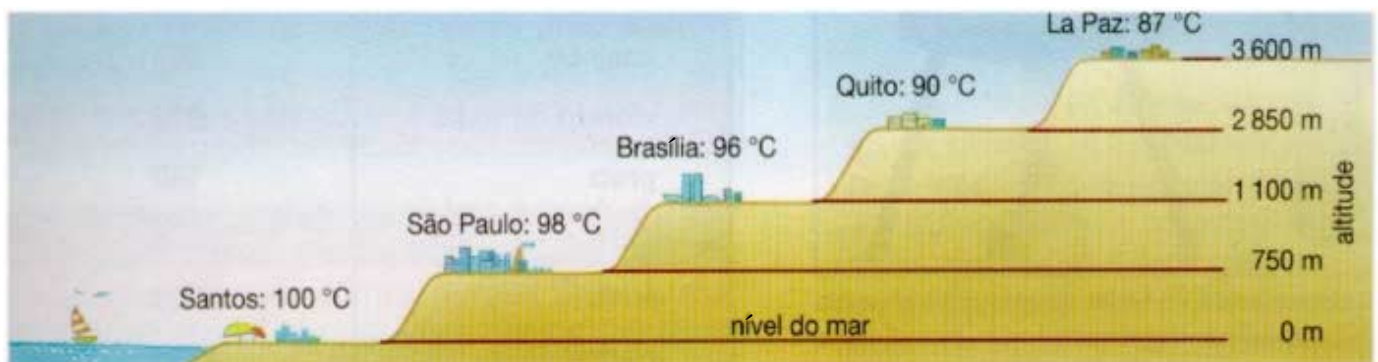 La Paz: 87 °C
3 600 m
Quito: 90 °C
2 850 m
Brasília: 96 °C
1 100 m
São Paulo: 98 °C
750 m
Santos: 100 °C
nível do mar
0 m
altitude